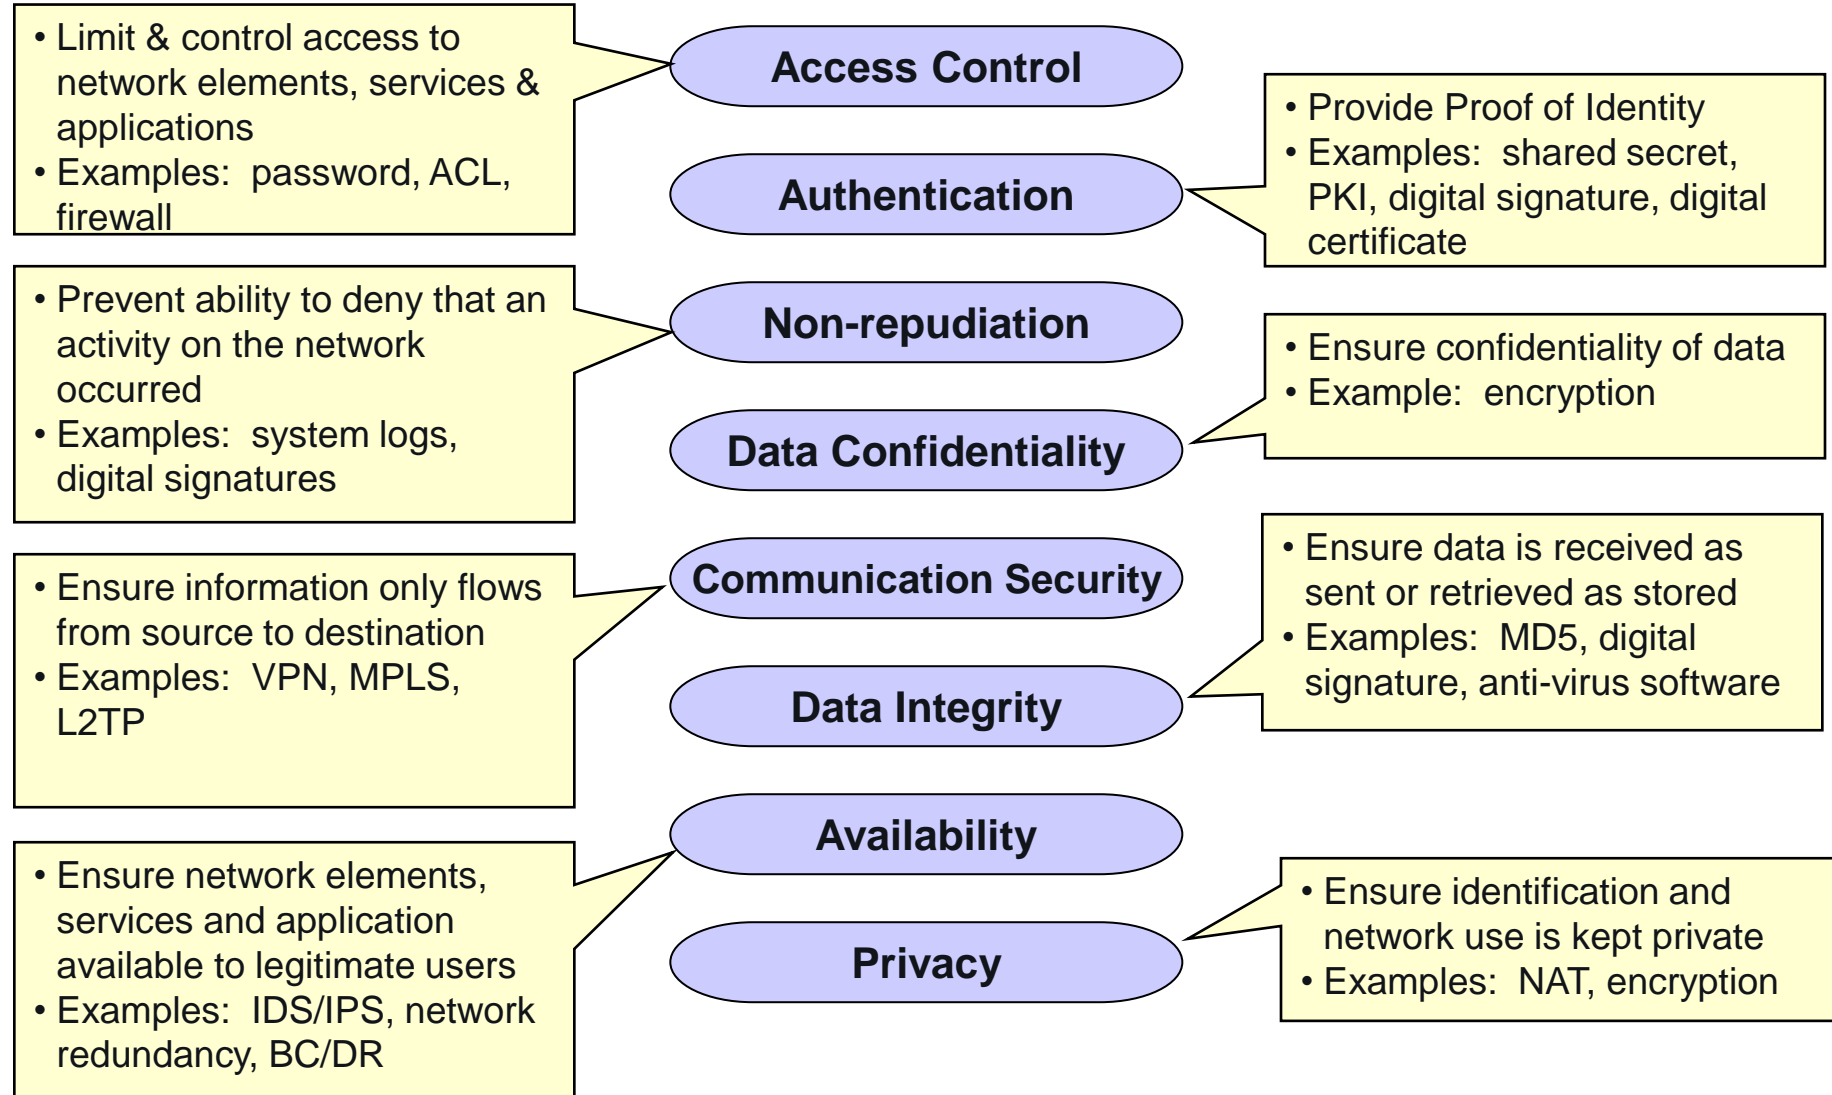 • Limit & control access to
network elements, services &
applications
• Examples:  password, ACL,
firewall
Access Control
• Provide Proof of Identity
• Examples:  shared secret,
PKI, digital signature, digital
certificate
Authentication
• Prevent ability to deny that an
activity on the network
occurred
• Examples:  system logs,
digital signatures
Non-repudiation
• Ensure confidentiality of data
• Example:  encryption
Data Confidentiality
• Ensure information only flows
from source to destination
• Examples:  VPN, MPLS,
L2TP
Communication Security
• Ensure data is received as
sent or retrieved as stored
• Examples:  MD5, digital
signature, anti-virus software
Data Integrity
• Ensure network elements,
services and application
available to legitimate users
• Examples:  IDS/IPS, network
redundancy, BC/DR
Availability
• Ensure identification and
network use is kept private
• Examples:  NAT, encryption
Privacy